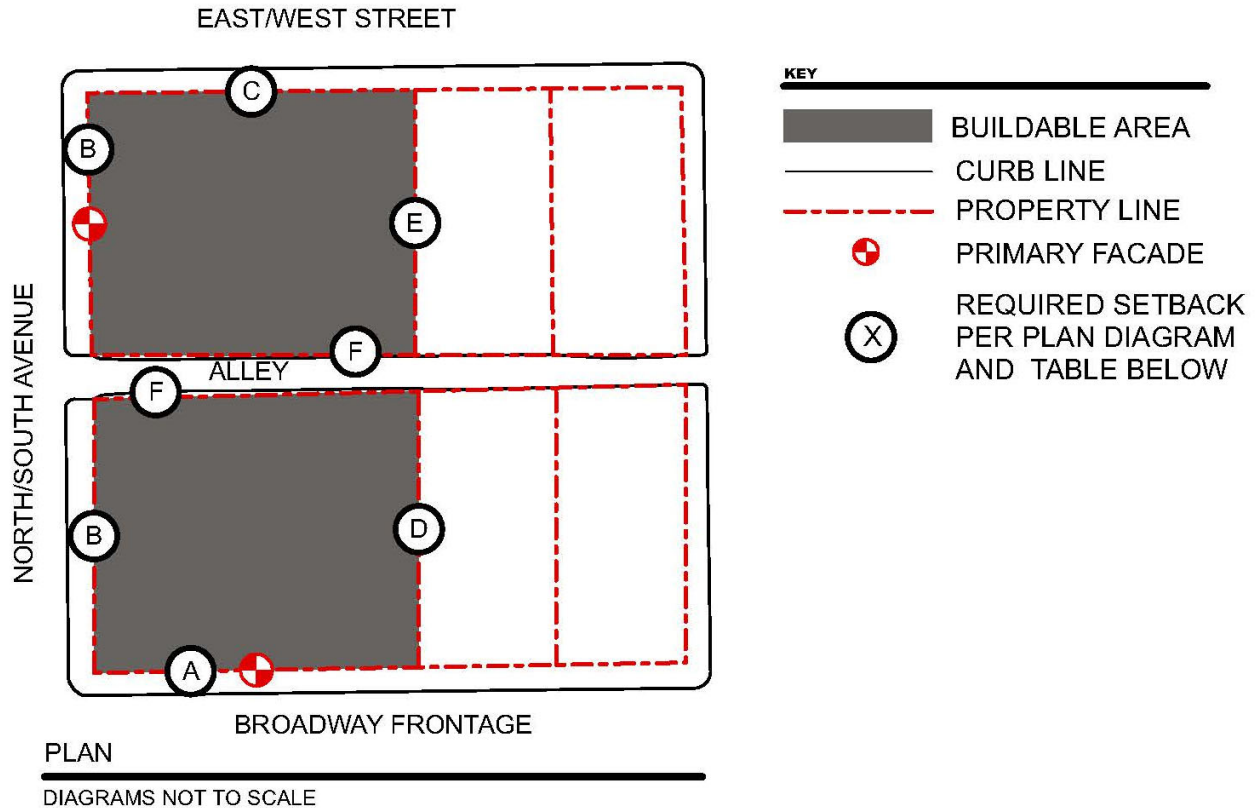 EAST/WEST STREET
C
B
E
F
ALLEY
F
B
D
A
NORTH/SOUTH AVENUE
BROADWAY FRONTAGE
PLAN
DIAGRAMS NOT TO SCALE
KEY
BUILDABLE AREA
CURB LINE
PROPERTY LINE
PRIMARY FACADE
X
REQUIRED SETBACK
PER PLAN DIAGRAM
AND TABLE BELOW